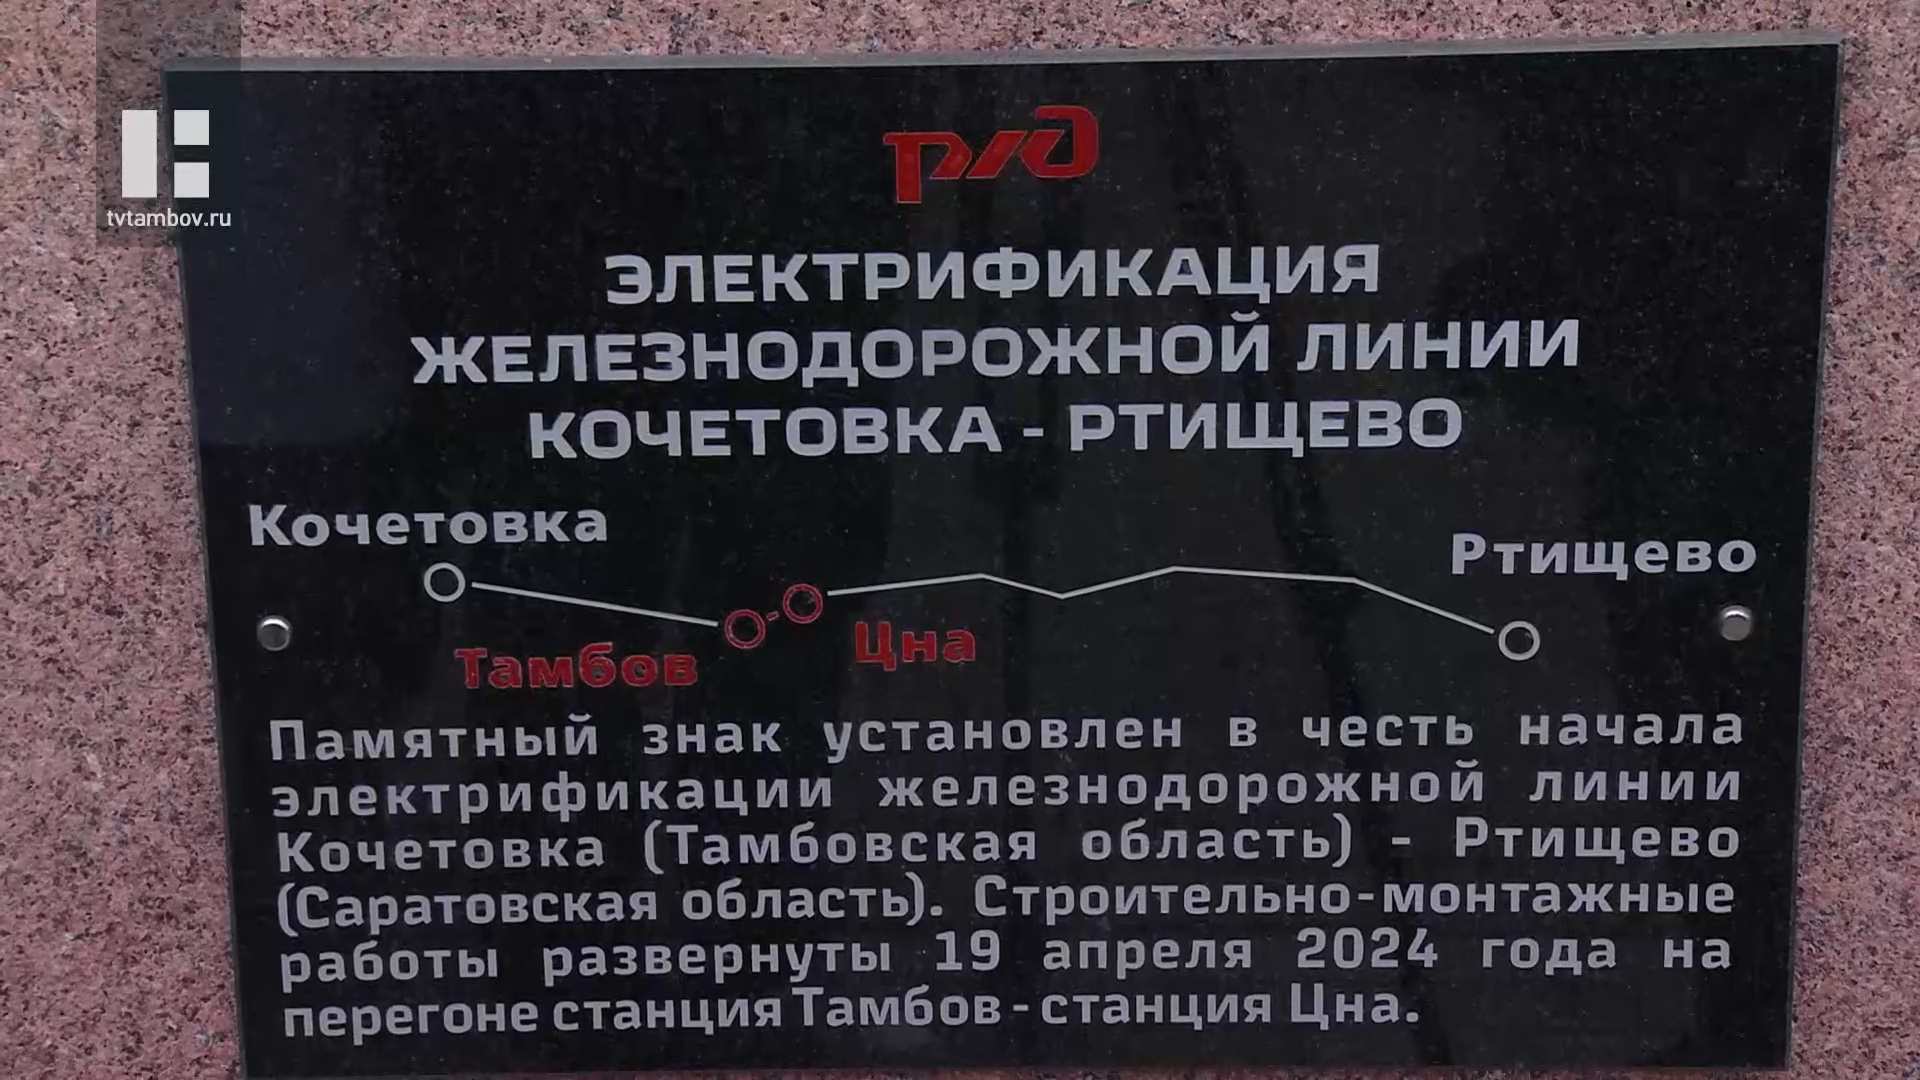 tvtambov.ru
ржд
ЭЛЕКТРИФИКАЦИЯ
ЖЕЛЕЗНОДОРОЖНОЙ ЛИНИИ
КОЧЕТОВКА - РТИЩЕВО
Кочетовка
Ртищево
Тамбов
Цна
Памятный знак установлен в честь начала
электрификации железнодорожной линии
Кочетовка (Тамбовская область) - Ртищево
(Саратовская область). Строительно-монтажные
работы развернуты 19 апреля 2024 года на
перегоне станция Тамбов - станция Цна.